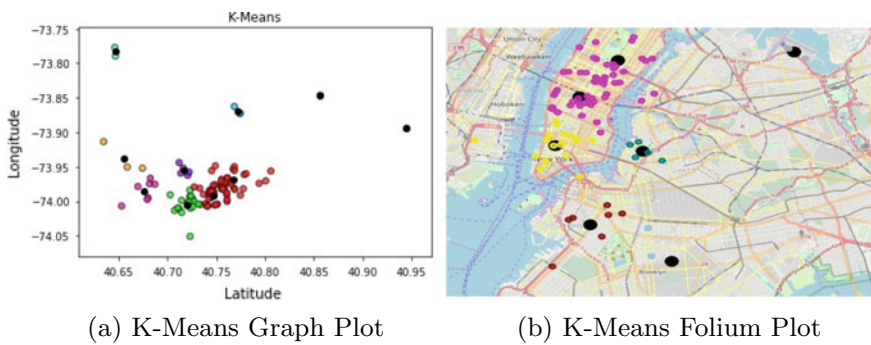 K-Means
-73.75
-73.80
-73.85
-73.90
-73.95
-74.00
-74.05
Longitude
40.65 40.70 40.75 40.80 40.85 40.90 40.95
Latitude
Union City
Weehawken
Hoboken
Brooklyn
(a) K-Means Graph Plot
(b) K-Means Folium Plot